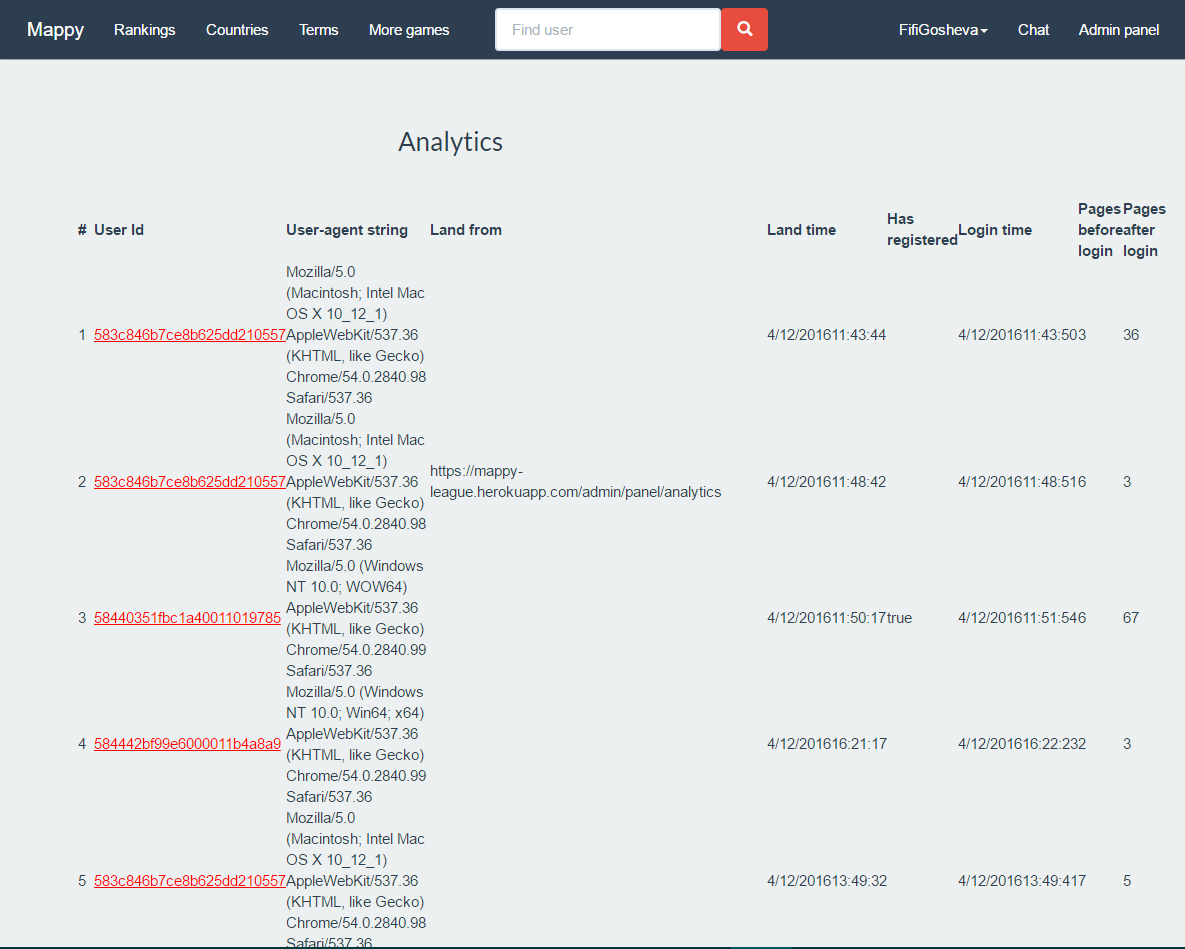 Mappy Rankings Countries Terms More games Find user FifiGosheva Chat Admin panel
Analytics
# User Id User-agent string Land from Land time Has registered Login time Pages before login Pages after login
Mozilla/5.0
(Macintosh; Intel Mac
OS X 10_12_1)
1 583c846b7ce8b625dd210557 AppleWebKit/537.36 4/12/201611:43:44 4/12/201611:43:503 36
(KHTML, like Gecko)
Chrome/54.0.2840.98
Safari/537.36
Mozilla/5.0
(Macintosh; Intel Mac
OS X 10_12_1)
https://mappy-
2 583c846b7ce8b625dd210557 AppleWebKit/537.36 4/12/201611:48:42 4/12/201611:48:516 3
league.herokuapp.com/admin/panel/analytics
(KHTML, like Gecko)
Chrome/54.0.2840.98
Safari/537.36
Mozilla/5.0 (Windows
NT 10.0; WOW64)
3 58440351fbc1a40011019785 AppleWebKit/537.36 4/12/201611:50:17 true 4/12/201611:51:546 67
(KHTML, like Gecko)
Chrome/54.0.2840.99
Safari/537.36
Mozilla/5.0 (Windows
NT 10.0; Win64; x64)
4 584442bf99e6000011b4a8a9 AppleWebKit/537.36 4/12/201616:21:17 4/12/201616:22:232 3
(KHTML, like Gecko)
Chrome/54.0.2840.99
Safari/537.36
Mozilla/5.0
(Macintosh; Intel Mac
OS X 10_12_1)
5 583c846b7ce8b625dd210557 AppleWebKit/537.36 4/12/201613:49:32 4/12/201613:49:417 5
(KHTML, like Gecko)
Chrome/54.0.2840.98
Safari/537.36